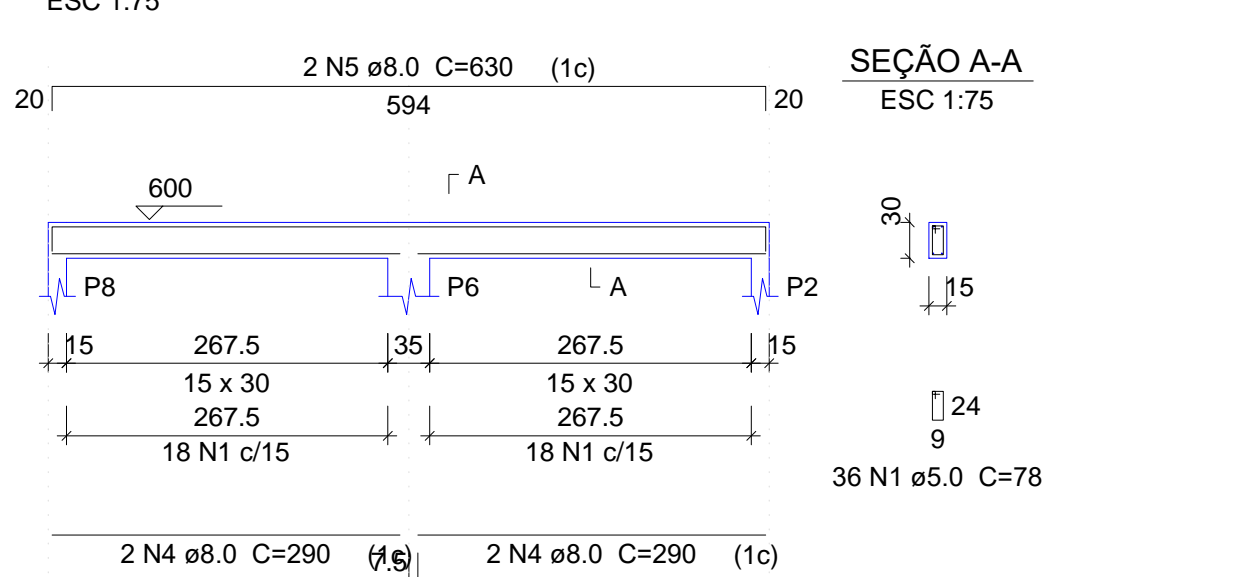 ESC 1:75
2 N5 ø8.0 C=630 (1c)
20 594 20
SEÇÃO A-A
ESC 1:75
600
A
A
P8 P6 P2
30
15
15 267.5 35 267.5 15
15 x 30 15 x 30
267.5 267.5
18 N1 c/15 18 N1 c/15
24
9
36 N1 ø5.0 C=78
2 N4 ø8.0 C=290 (1c) 2 N4 ø8.0 C=290 (1c)
7.5